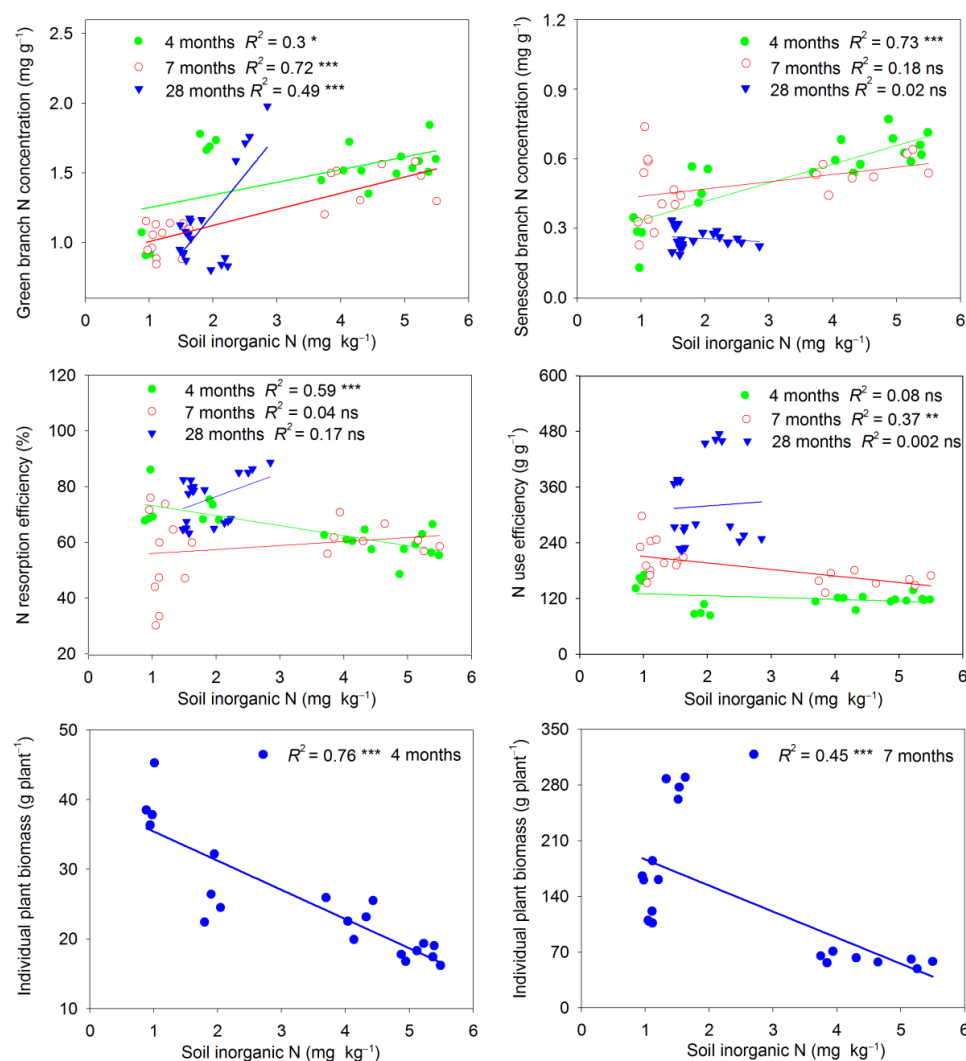 Green branch N concentration (mg g⁻¹)
2.5
2.0
1.5
1.0
4 months R² = 0.3 *
7 months R² = 0.72 ***
28 months R² = 0.49 ***
0 1 2 3 4 5 6
Soil inorganic N (mg kg⁻¹)
Senesced branch N concentration (mg g⁻¹)
1.2
0.9
0.6
0.3
0.0
4 months R² = 0.73 ***
7 months R² = 0.18 ns
28 months R² = 0.02 ns
0 1 2 3 4 5 6
Soil inorganic N (mg kg⁻¹)
N resorption efficiency (%)
120
100
80
60
40
20
4 months R² = 0.59 ***
7 months R² = 0.04 ns
28 months R² = 0.17 ns
0 1 2 3 4 5 6
Soil inorganic N (mg kg⁻¹)
N use efficiency (g g⁻¹)
600
480
360
240
120
0
4 months R² = 0.08 ns
7 months R² = 0.37 **
28 months R² = 0.002 ns
0 1 2 3 4 5 6
Soil inorganic N (mg kg⁻¹)
Individual plant biomass (g plant⁻¹)
50
40
30
20
10
R² = 0.76 *** 4 months
0 1 2 3 4 5 6
Soil inorganic N (mg kg⁻¹)
Individual plant biomass (g plant⁻¹)
350
280
210
140
70
0
R² = 0.45 *** 7 months
0 1 2 3 4 5 6
Soil inorganic N (mg kg⁻¹)